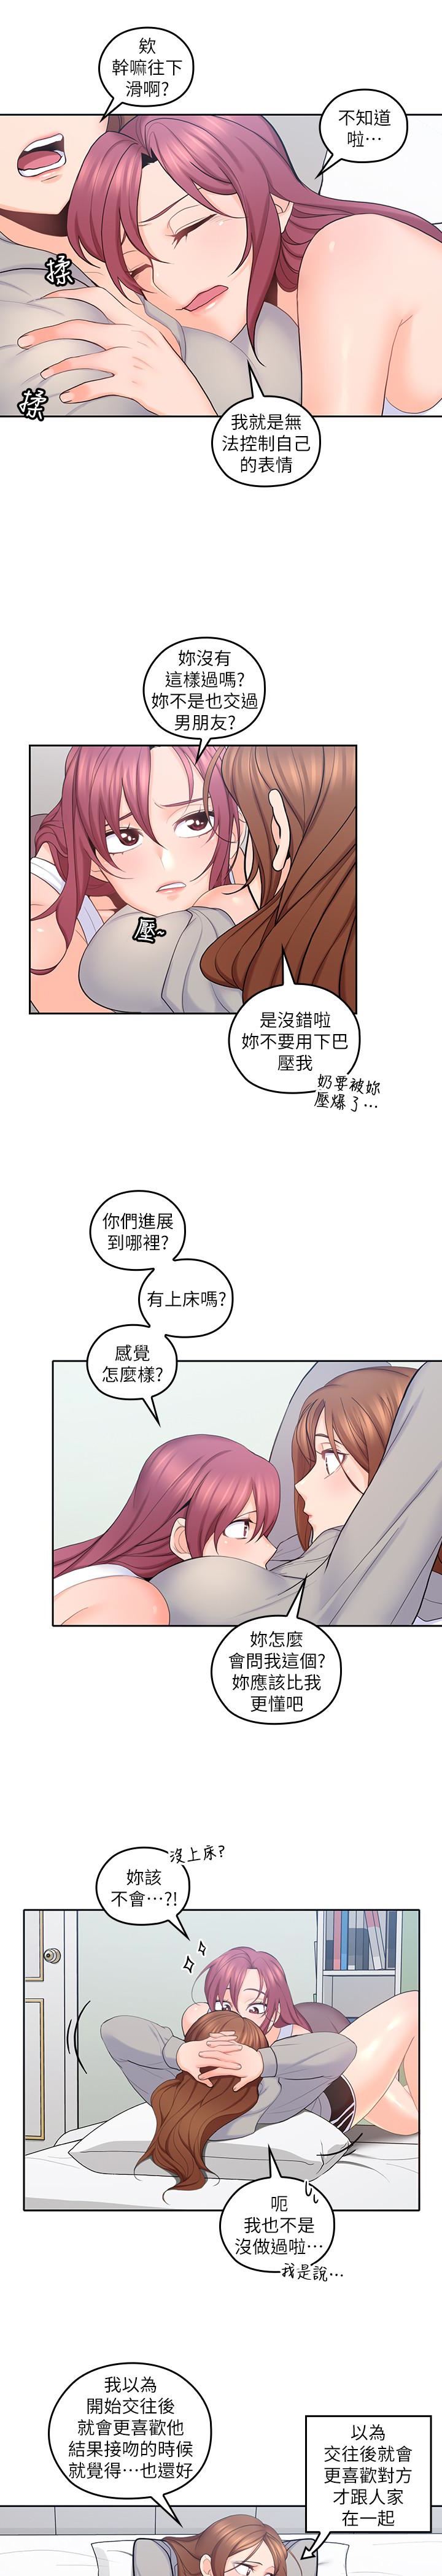 欸
幹嘛往下
滑啊?
不知道
啦⋯
揉
揉
我就是無
法控制自己
的表情
妳沒有
這樣過嗎?
妳不是也交過
男朋友?
壓~
是沒錯啦
妳不要用下巴
壓我
奶要被妳
壓爆了⋯
你們進展
到哪裡?
有上床嗎?
感覺
怎麼樣?
妳怎麼
會問我這個?
妳應該比我
更懂吧
沒上床?
妳該
不會⋯?!
呃
我也不是
沒做過啦⋯
我是說⋯
我以為
開始交往後
就會更喜歡他
結果接吻的時候
就覺得⋯也還好
以為
交往後就會
更喜歡對方
才跟人家
在一起